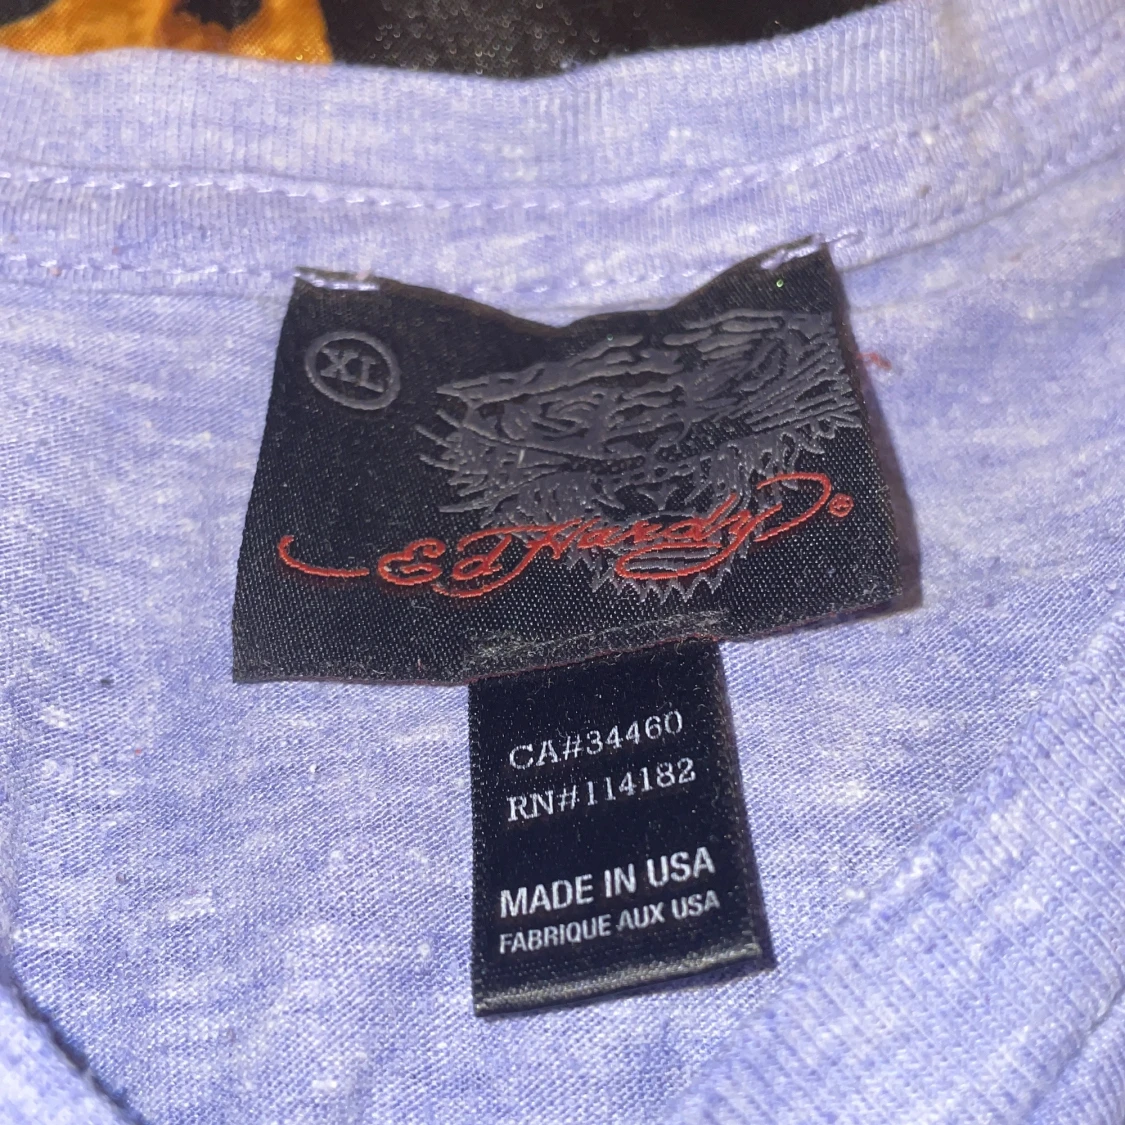 XL
Ed Hardy®
CA#34460
RN#114182
MADE IN USA
FABRIQUE AUX USA